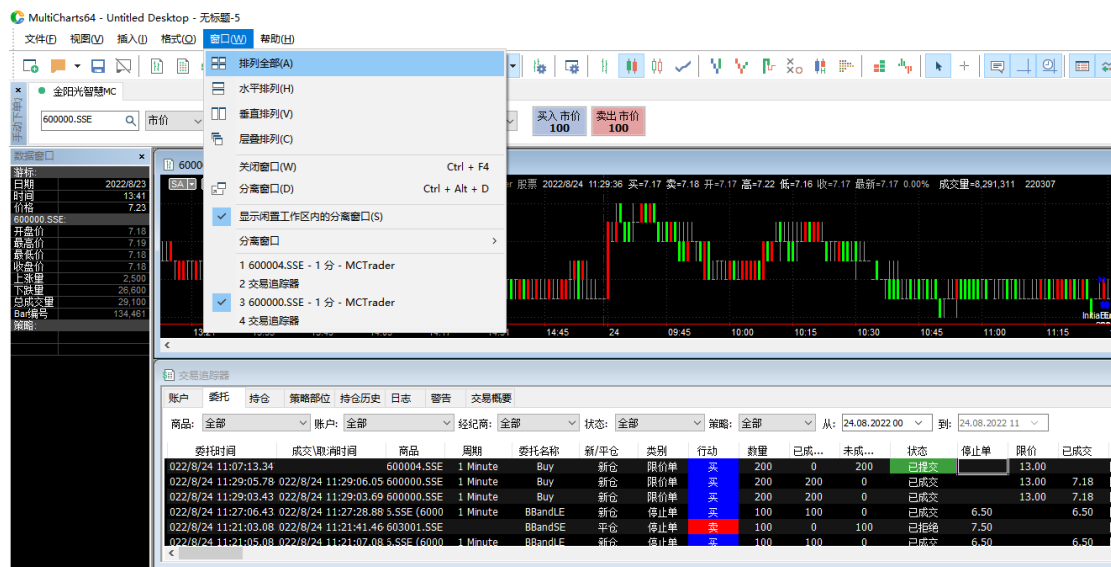 MultiCharts64 - Untitled Desktop - 无标题-5
文件(F) 视图(V) 插入(I) 格式(O) 窗口(W) 帮助(H)
排列全部(A)
水平排列(H)
垂直排列(V)
层叠排列(C)
关闭窗口(W) Ctrl + F4
分离窗口(D) Ctrl + Alt + D
显示闲置工作区内的分离窗口(S)
分离窗口
1 600004.SSE - 1 分 - MCTrader
2 交易追踪器
3 600000.SSE - 1 分 - MCTrader
4 交易追踪器
手动下单
金阳光智慧MC
600000.SSE 市价
买入 市价 100
卖出 市价 100
数据窗口
游标:
日期 2022/8/23
时间 13:41
价格 7.23
600000.SSE:
开盘价 7.18
最高价 7.19
最低价 7.18
收盘价 7.18
上涨量 2,500
下跌量 26,600
总成交量 29,100
Bar编号 134,461
策略:
6000
SA
股票 2022/8/24 11:29:36 买=7.17 卖=7.18 开=7.17 高=7.22 低=7.16 收=7.17 最新=7.17 0.00% 成交量=8,291,311 220307
14:45 24 09:45 10:00 10:15 10:30 10:45 11:00 11:15
交易追踪器
账户 委托 持仓 策略部位 持仓历史 日志 警告 交易概要
商品: 全部 账户: 全部 经纪商: 全部 状态: 全部 策略: 全部 从: 24.08.2022 00 到: 24.08.2022 11
委托时间 成交\取消时间 商品 周期 委托名称 新/平仓 类别 行动 数量 已成... 未成... 状态 停止单 限价 已成交
022/8/24 11:07:13.34 600004.SSE 1 Minute Buy 新仓 限价单 买 200 0 200 已提交 13.00
022/8/24 11:29:05.78 022/8/24 11:29:06.05 600000.SSE 1 Minute Buy 新仓 限价单 买 200 200 0 已成交 13.00 7.18
022/8/24 11:29:03.43 022/8/24 11:29:03.69 600000.SSE 1 Minute Buy 新仓 限价单 买 200 200 0 已成交 13.00 7.18
022/8/24 11:27:06.43 022/8/24 11:27:28.88 5.SSE (6000 1 Minute BBandLE 新仓 停止单 买 100 100 0 已成交 6.50 6.50
022/8/24 11:21:03.08 022/8/24 11:21:41.46 603001.SSE 1 Minute BBandSE 平仓 停止单 卖 100 0 100 已拒绝 7.50
022/8/24 11:21:05.08 022/8/24 11:21:07.08 5.SSE (6000 1 Minute BBandLE 新仓 停止单 买 100 100 0 已成交 6.50 6.50